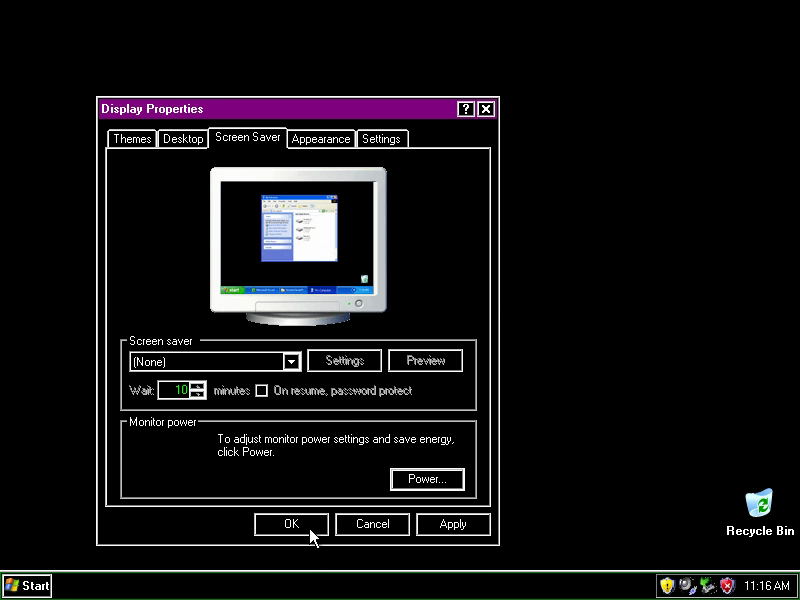 Display Properties
Themes Desktop Screen Saver Appearance Settings
Screen saver
(None) Settings Preview
Wait: 10 minutes On resume, password protect
Monitor power
To adjust monitor power settings and save energy,
click Power.
Power...
OK Cancel Apply
Recycle Bin
Start 11:16 AM